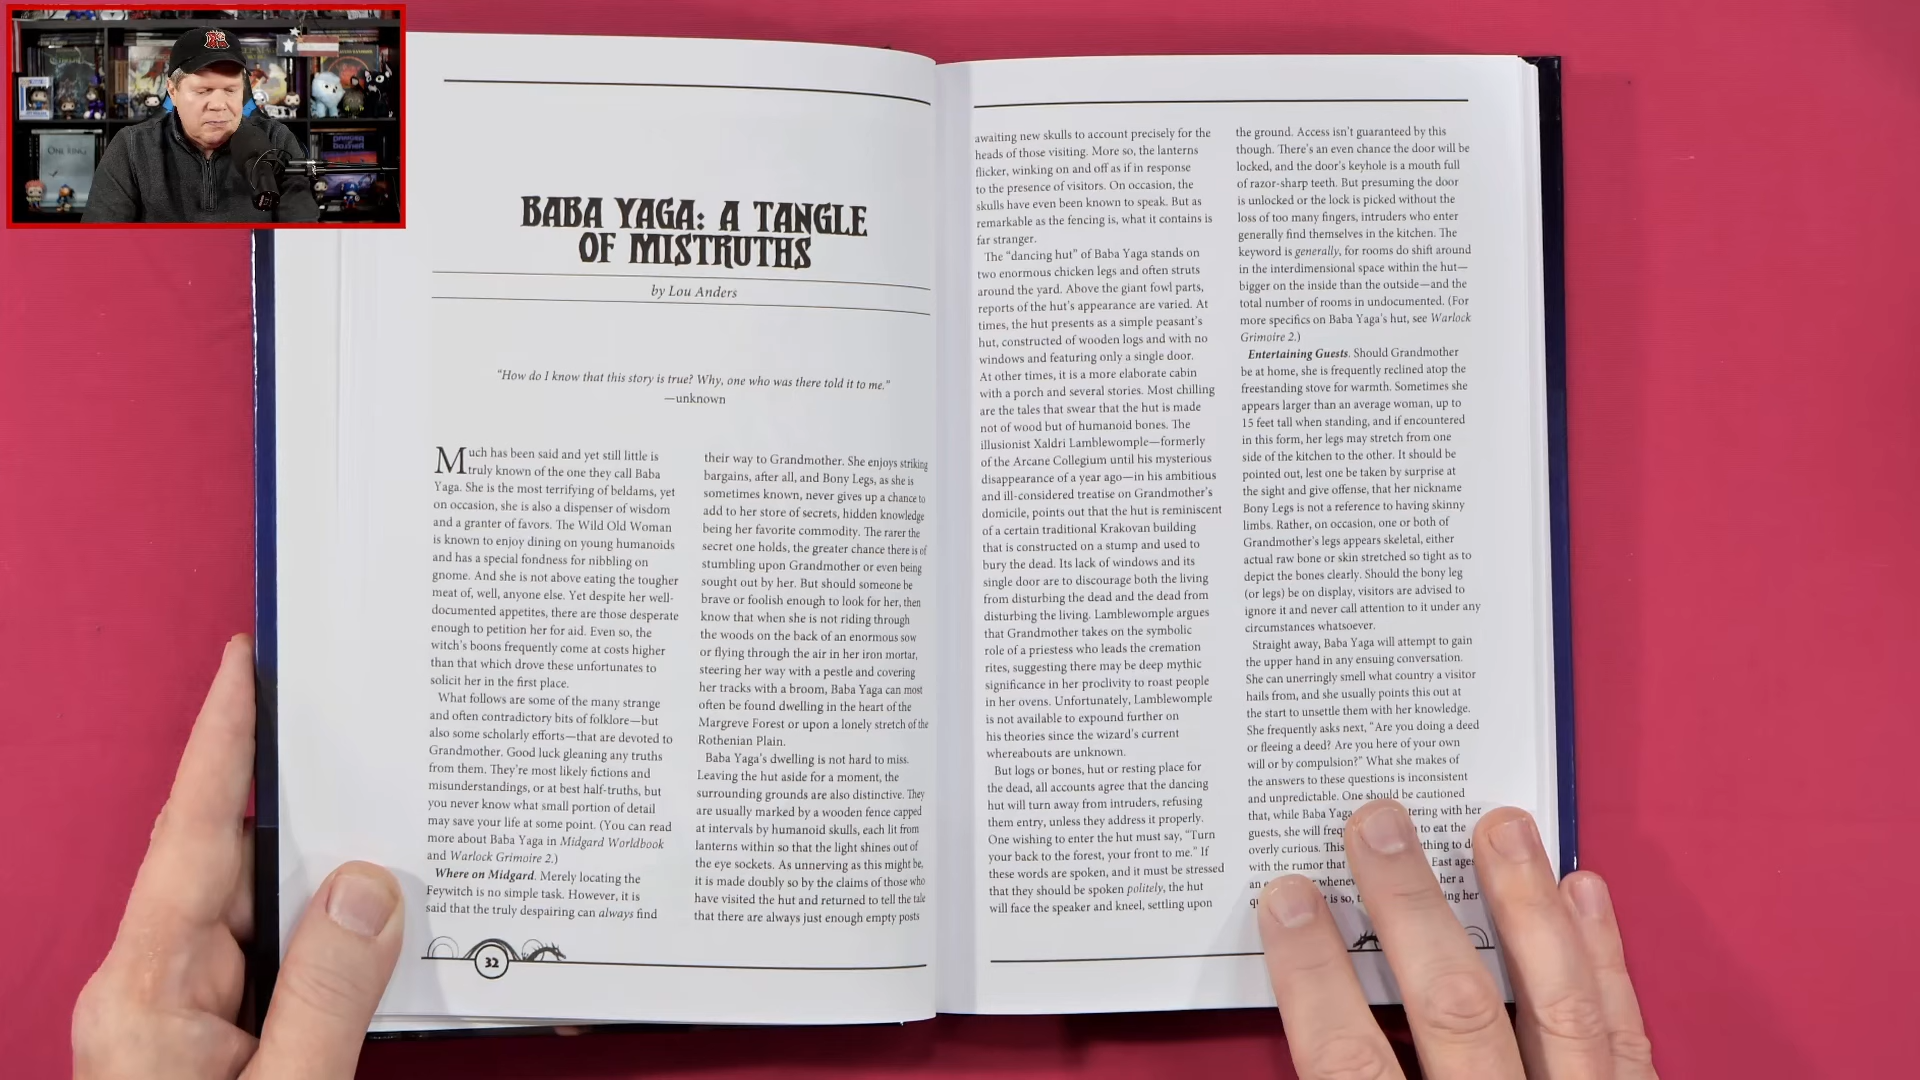 BABA YAGA: A TANGLE
OF MISTRUTHS
by Lou Anders
“How do I know that this story is true? Why, one who was there told it to me.”
—unknown
Much has been said and yet still little is
truly known of the one they call Baba
Yaga. She is the most terrifying of beldams, yet
on occasion, she is also a dispenser of wisdom
and a granter of favors. The Wild Old Woman
is known to enjoy dining on young humanoids
and has a special fondness for nibbling on
gnome. And she is not above eating the tougher
meat of, well, anyone else. Yet despite her well-
documented appetites, there are those desperate
enough to petition her for aid. Even so, the
witch’s boons frequently come at costs higher
than that which drove these unfortunates to
solicit her in the first place.
What follows are some of the many strange
and often contradictory bits of folklore—but
also some scholarly efforts—that are devoted to
Grandmother. Good luck gleaning any truths
from them. They’re most likely fictions and
misunderstandings, or at best half-truths, but
you never know what small portion of detail
may save your life at some point. (You can read
more about Baba Yaga in Midgard Worldbook
and Warlock Grimoire 2.)
Where on Midgard. Merely locating the
Feywitch is no simple task. However, it is
said that the truly despairing can always find
their way to Grandmother. She enjoys striking
bargains, after all, and Bony Legs, as she is
sometimes known, never gives up a chance to
add to her store of secrets, hidden knowledge
being her favorite commodity. The rarer the
secret one holds, the greater chance there is of
stumbling upon Grandmother or even being
sought out by her. But should someone be
brave or foolish enough to look for her, then
know that when she is not riding through
the woods on the back of an enormous sow
or flying through the air in her iron mortar,
steering her way with a pestle and covering
her tracks with a broom, Baba Yaga can most
often be found dwelling in the heart of the
Margreve Forest or upon a lonely stretch of the
Rothenian Plain.
Baba Yaga’s dwelling is not hard to miss.
Leaving the hut aside for a moment, the
surrounding grounds are also distinctive. They
are usually marked by a wooden fence capped
at intervals by humanoid skulls, each lit from
lanterns within so that the light shines out of
the eye sockets. As unnerving as this might be,
it is made doubly so by the claims of those who
have visited the hut and returned to tell the tale
that there are always just enough empty posts
32
awaiting new skulls to account precisely for the
heads of those visiting. More so, the lanterns
flicker, winking on and off as if in response
to the presence of visitors. On occasion, the
skulls have even been known to speak. But as
remarkable as the fencing is, what it contains is
far stranger.
The “dancing hut” of Baba Yaga stands on
two enormous chicken legs and often struts
around the yard. Above the giant fowl parts,
reports of the hut’s appearance are varied. At
times, the hut presents as a simple peasant’s
hut, constructed of wooden logs and with no
windows and featuring only a single door.
At other times, it is a more elaborate cabin
with a porch and several stories. Most chilling
are the tales that swear that the hut is made
not of wood but of humanoid bones. The
illusionist Xaldri Lamblewomple—formerly
of the Arcane Collegium until his mysterious
disappearance of a year ago—in his ambitious
and ill-considered treatise on Grandmother’s
domicile, points out that the hut is reminiscent
of a certain traditional Krakovan building
that is constructed on a stump and used to
bury the dead. Its lack of windows and its
single door are to discourage both the living
from disturbing the dead and the dead from
disturbing the living. Lamblewomple argues
that Grandmother takes on the symbolic
role of a priestess who leads the cremation
rites, suggesting there may be deep mythic
significance in her proclivity to roast people
in her ovens. Unfortunately, Lamblewomple
is not available to expound further on
his theories since the wizard’s current
whereabouts are unknown.
But logs or bones, hut or resting place for
the dead, all accounts agree that the dancing
hut will turn away from intruders, refusing
them entry, unless they address it properly.
One wishing to enter the hut must say, “Turn
your back to the forest, your front to me.” If
these words are spoken, and it must be stressed
that they should be spoken politely, the hut
will face the speaker and kneel, settling upon
the ground. Access isn’t guaranteed by this
though. There’s an even chance the door will be
locked, and the door’s keyhole is a mouth full
of razor-sharp teeth. But presuming the door
is unlocked or the lock is picked without the
loss of too many fingers, intruders who enter
generally find themselves in the kitchen. The
keyword is generally, for rooms do shift around
in the interdimensional space within the hut—
bigger on the inside than the outside—and the
total number of rooms in undocumented. (For
more specifics on Baba Yaga’s hut, see Warlock
Grimoire 2.)
Entertaining Guests. Should Grandmother
be at home, she is frequently reclined atop the
freestanding stove for warmth. Sometimes she
appears larger than an average woman, up to
15 feet tall when standing, and if encountered
in this form, her legs may stretch from one
side of the kitchen to the other. It should be
pointed out, lest one be taken by surprise at
the sight and give offense, that her nickname
Bony Legs is not a reference to having skinny
limbs. Rather, on occasion, one or both of
Grandmother’s legs appears skeletal, either
actual raw bone or skin stretched so tight as to
depict the bones clearly. Should the bony leg
(or legs) be on display, visitors are advised to
ignore it and never call attention to it under any
circumstances whatsoever.
Straight away, Baba Yaga will attempt to gain
the upper hand in any ensuing conversation.
She can unerringly smell what country a visitor
hails from, and she usually points this out at
the start to unsettle them with her knowledge.
She frequently asks next, “Are you doing a deed
or fleeing a deed? Are you here of your own
will or by compulsion?” What she makes of
the answers to these questions is inconsistent
and unpredictable. One should be cautioned
that, while Baba Yaga with her
guests, she will to eat the
overly curious. This
with the rumor that East
her a
is so, her